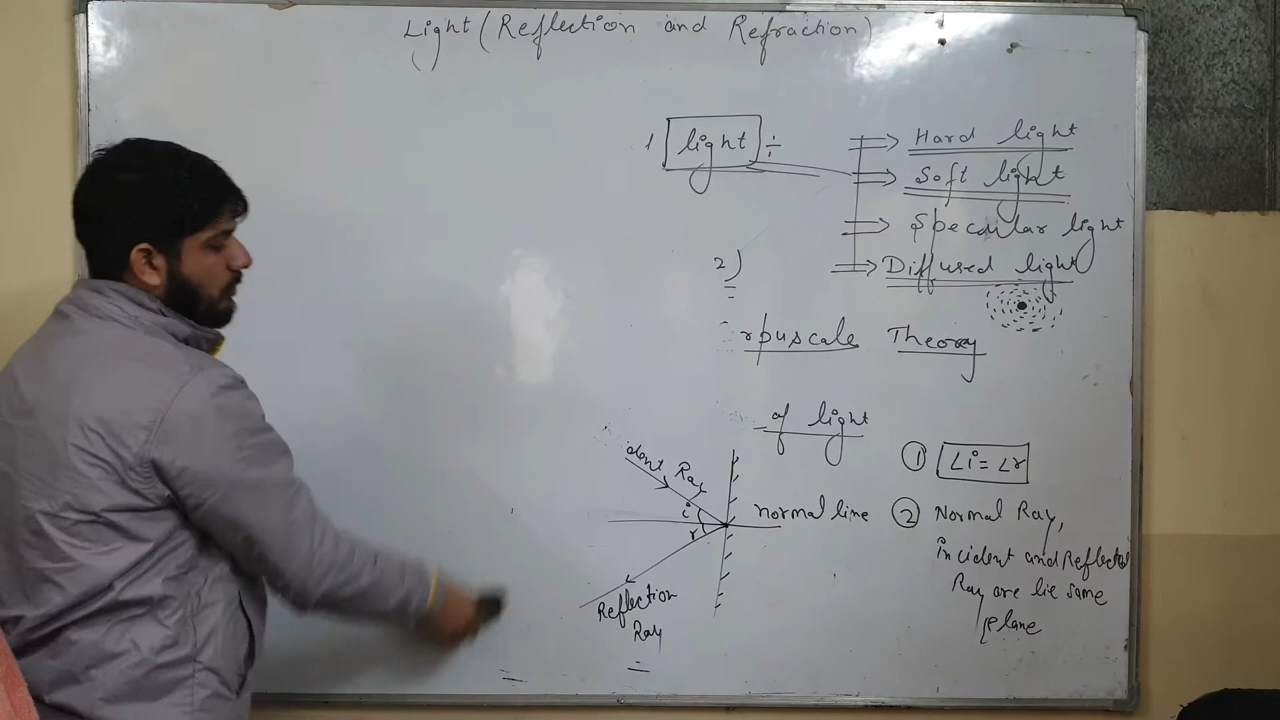 Light (Reflection and Refraction)
1 light ÷
⇒ Hard light
⇒ Soft light
⇒ Specular light
2) ⇒ Diffused light
rpuscale Theory
of light
① ∠i = ∠r
dent Ray
i
r
normal line
② Normal Ray,
incident and Reflected
Ray are lie same
plane
Reflection
Ray